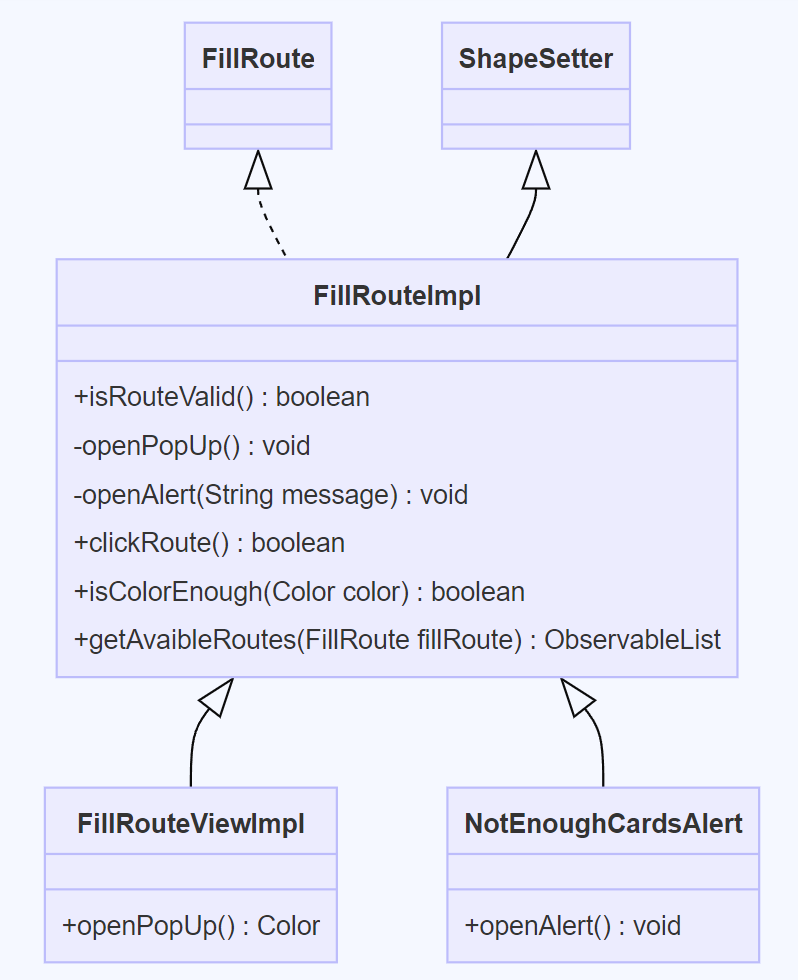 FillRoute
ShapeSetter
FillRouteImpl
+isRouteValid() : boolean
-openPopUp() : void
-openAlert(String message) : void
+clickRoute() : boolean
+isColorEnough(Color color) : boolean
+getAvaibleRoutes(FillRoute fillRoute) : ObservableList
FillRouteViewImpl
+openPopUp() : Color
NotEnoughCardsAlert
+openAlert() : void